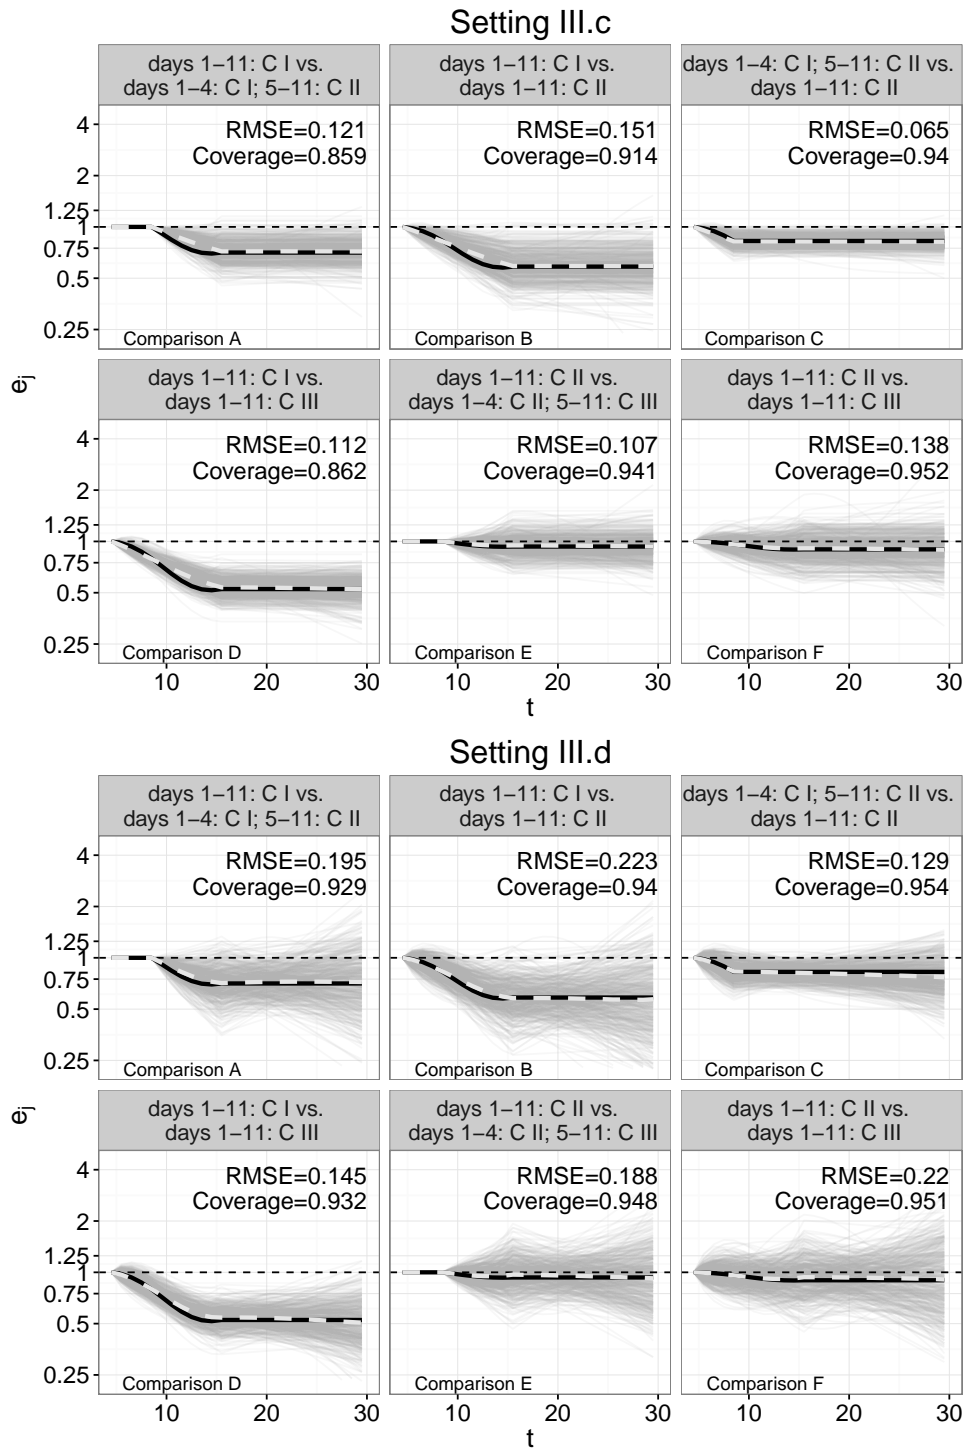 Setting III.c
days 1−11: C I vs.
days 1−4: C I; 5−11: C II
days 1−11: C I vs.
days 1−11: C II
days 1−4: C I; 5−11: C II vs.
days 1−11: C II
4
2
1.25
1
0.75
0.5
0.25
RMSE=0.121
Coverage=0.859
Comparison A
RMSE=0.151
Coverage=0.914
Comparison B
RMSE=0.065
Coverage=0.94
Comparison C
ej
days 1−11: C I vs.
days 1−11: C III
days 1−11: C II vs.
days 1−4: C II; 5−11: C III
days 1−11: C II vs.
days 1−11: C III
4
2
1.25
1
0.75
0.5
0.25
RMSE=0.112
Coverage=0.862
Comparison D
RMSE=0.107
Coverage=0.941
Comparison E
RMSE=0.138
Coverage=0.952
Comparison F
10 20 30
10 20 30
10 20 30
t
Setting III.d
days 1−11: C I vs.
days 1−4: C I; 5−11: C II
days 1−11: C I vs.
days 1−11: C II
days 1−4: C I; 5−11: C II vs.
days 1−11: C II
4
2
1.25
1
0.75
0.5
0.25
RMSE=0.195
Coverage=0.929
Comparison A
RMSE=0.223
Coverage=0.94
Comparison B
RMSE=0.129
Coverage=0.954
Comparison C
ej
days 1−11: C I vs.
days 1−11: C III
days 1−11: C II vs.
days 1−4: C II; 5−11: C III
days 1−11: C II vs.
days 1−11: C III
4
2
1.25
1
0.75
0.5
0.25
RMSE=0.145
Coverage=0.932
Comparison D
RMSE=0.188
Coverage=0.948
Comparison E
RMSE=0.22
Coverage=0.951
Comparison F
10 20 30
10 20 30
10 20 30
t